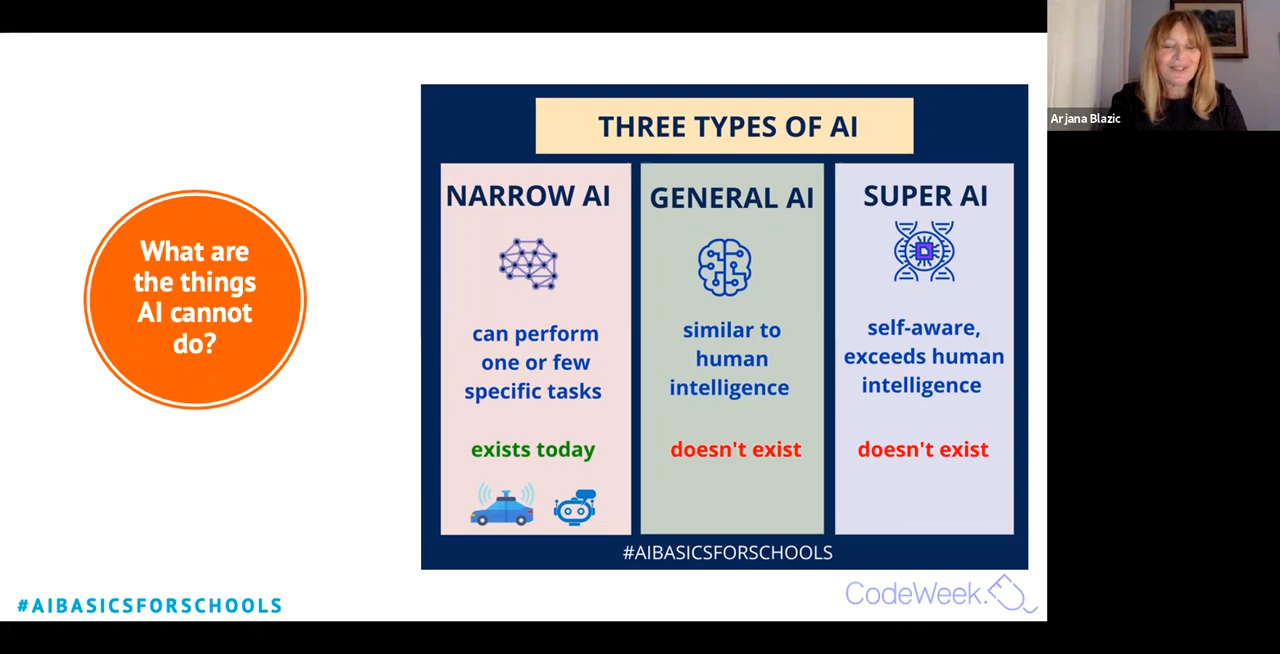 What are
the things
AI cannot
do?
THREE TYPES OF AI
NARROW AI
can perform
one or few
specific tasks
exists today
GENERAL AI
similar to
human
intelligence
doesn't exist
SUPER AI
self-aware,
exceeds human
intelligence
doesn't exist
#AIBASICSFORSCHOOLS
#AIBASICSFORSCHOOLS
CodeWeek.
Arjana Blazic